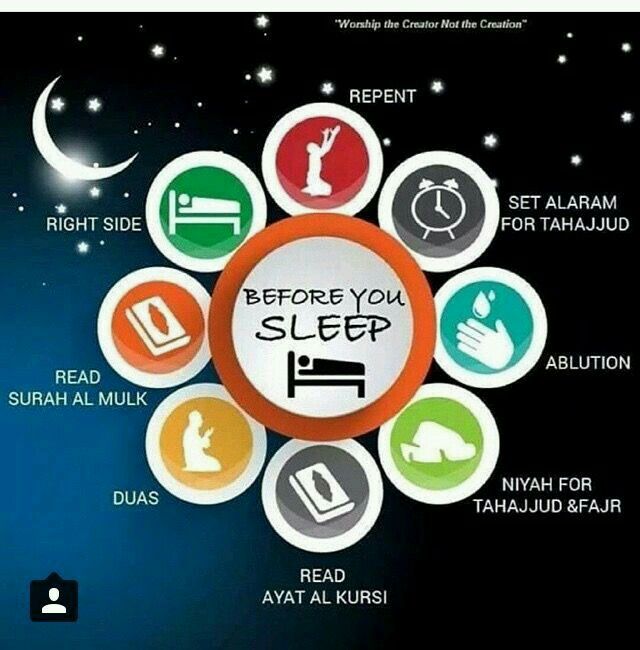 "Worship the Creator Not the Creation"
REPENT
SET ALARAM
FOR TAHAJJUD
ABLUTION
NIYAH FOR
TAHAJJUD &FAJR
READ
AYAT AL KURSI
DUAS
READ
SURAH AL MULK
RIGHT SIDE
BEFORE YOU
SLEEP